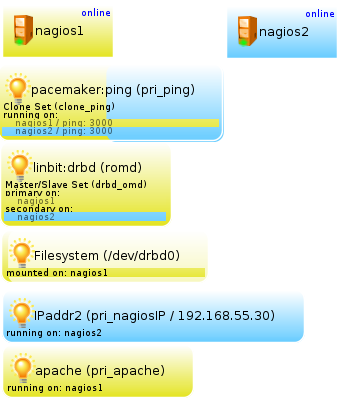 online
nagios1
online
nagios2
pacemaker:ping (pri_ping)
Clone Set (clone_ping)
running on:
nagios1 / ping: 3000
nagios2 / ping: 3000
linbit:drbd (romd)
Master/Slave Set (drbd_omd)
primary on:
nagios1
secondary on:
nagios2
Filesystem (/dev/drbd0)
mounted on: nagios1
IPaddr2 (pri_nagiosIP / 192.168.55.30)
running on: nagios2
apache (pri_apache)
running on: nagios1